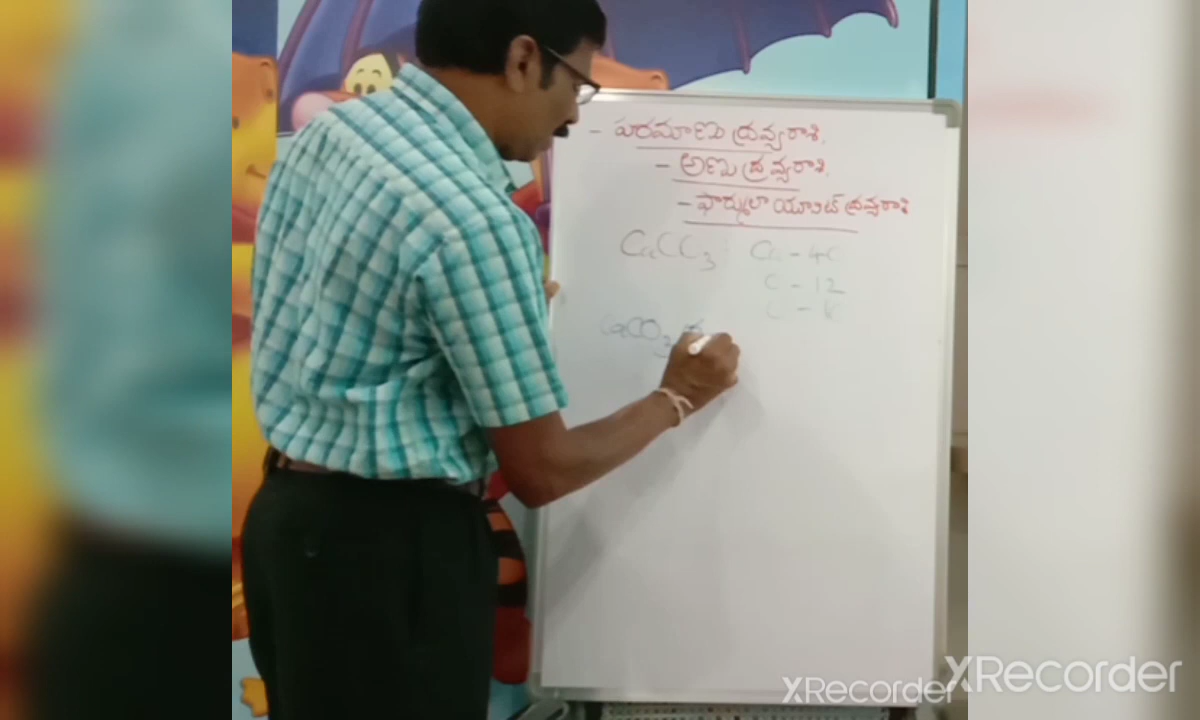 - పరమాణు ద్రవ్యరాశి.
- అణు ద్రవ్యరాశి.
- ఫార్ములా యూనిట్ ద్రవ్యరాశి
CaCO3 Ca - 40
C - 12
O - 16
CaCO3 ద్ర
XRecorder
XRecorder